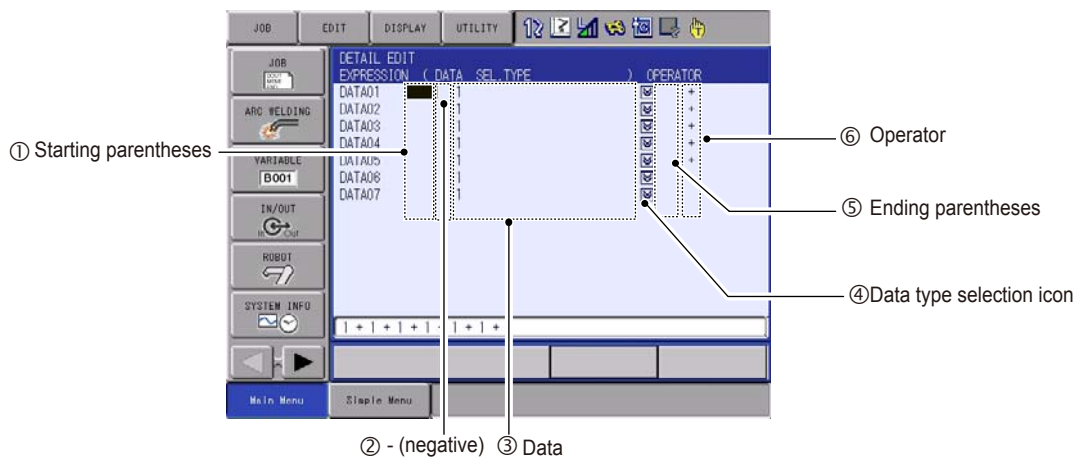 JOB EDIT DISPLAY UTILITY
JOB
DETAIL EDIT
EXPRESSION ( DATA SEL.TYPE ) OPERATOR
DATA01 1 +
ARC WELDING
DATA02 1 +
DATA03 1 +
① Starting parentheses
DATA04 1 +
⑥ Operator
VARIABLE
B001
DATA05 1 +
DATA06 1
DATA07 1
⑤ Ending parentheses
IN/OUT
In Out
ROBOT
④Data type selection icon
SYSTEM INFO
1 + 1 + 1 + 1 + 1 + 1 +
Main Menu Simple Menu
② - (negative) ③ Data